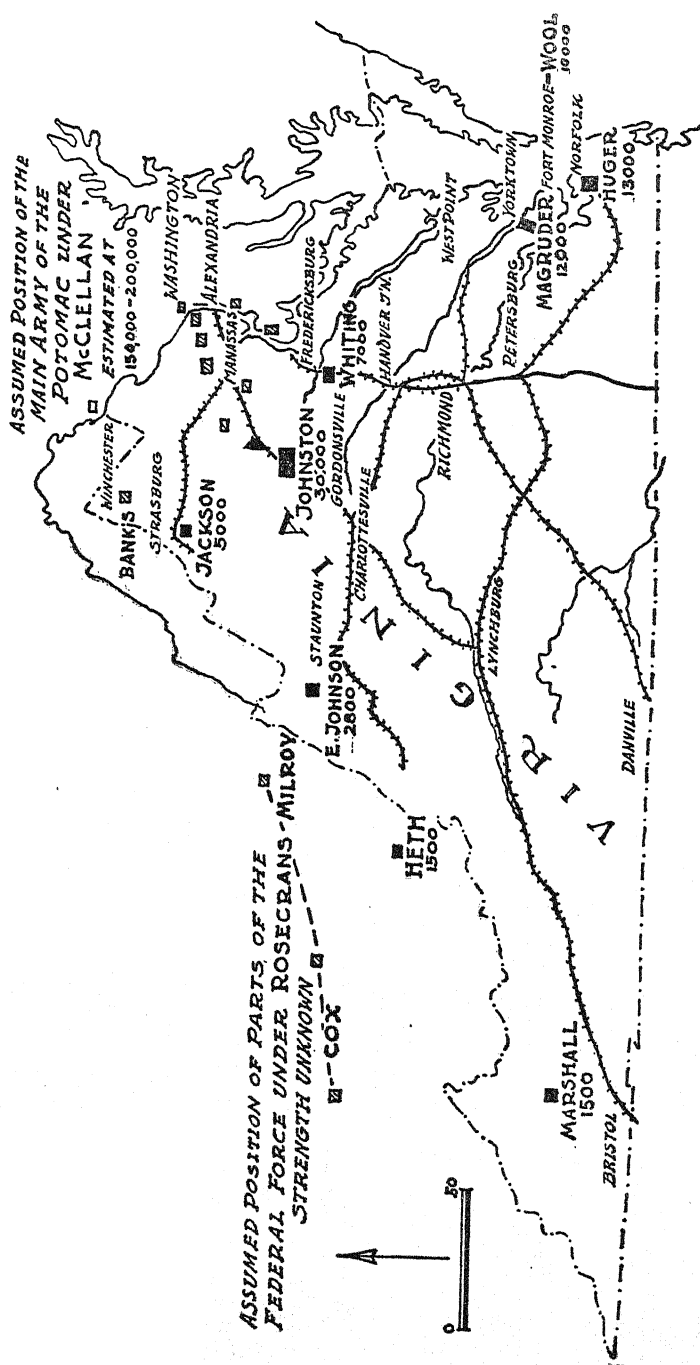 ASSUMED POSITION OF THE
MAIN ARMY OF THE
POTOMAC UNDER
McCLELLAN
ESTIMATED AT
150,000-200,000
WASHINGTON
ALEXANDRIA
MANASSAS
WINCHESTER
BANKS
STRASBURG
JACKSON
5000
FREDERICKSBURG
WHITING
7000
JOHNSTON
30.000
GORDONSVILLE
HANOVER J'N.
CHARLOTTESVILLE
STAUNTON
E. JOHNSON
2800
WEST POINT
YORKTOWN
MAGRUDER
12000
FORT MONROE=WOOL
10000
NORFOLK
HUGER
13000
PETERSBURG
RICHMOND
LYNCHBURG
DANVILLE
VIRGINIA
HETH
1500
MARSHALL
1500
BRISTOL
ASSUMED POSITION OF PARTS, OF THE
FEDERAL FORCE UNDER ROSECRANS-MILROY
STRENGTH UNKNOWN
COX
0 50